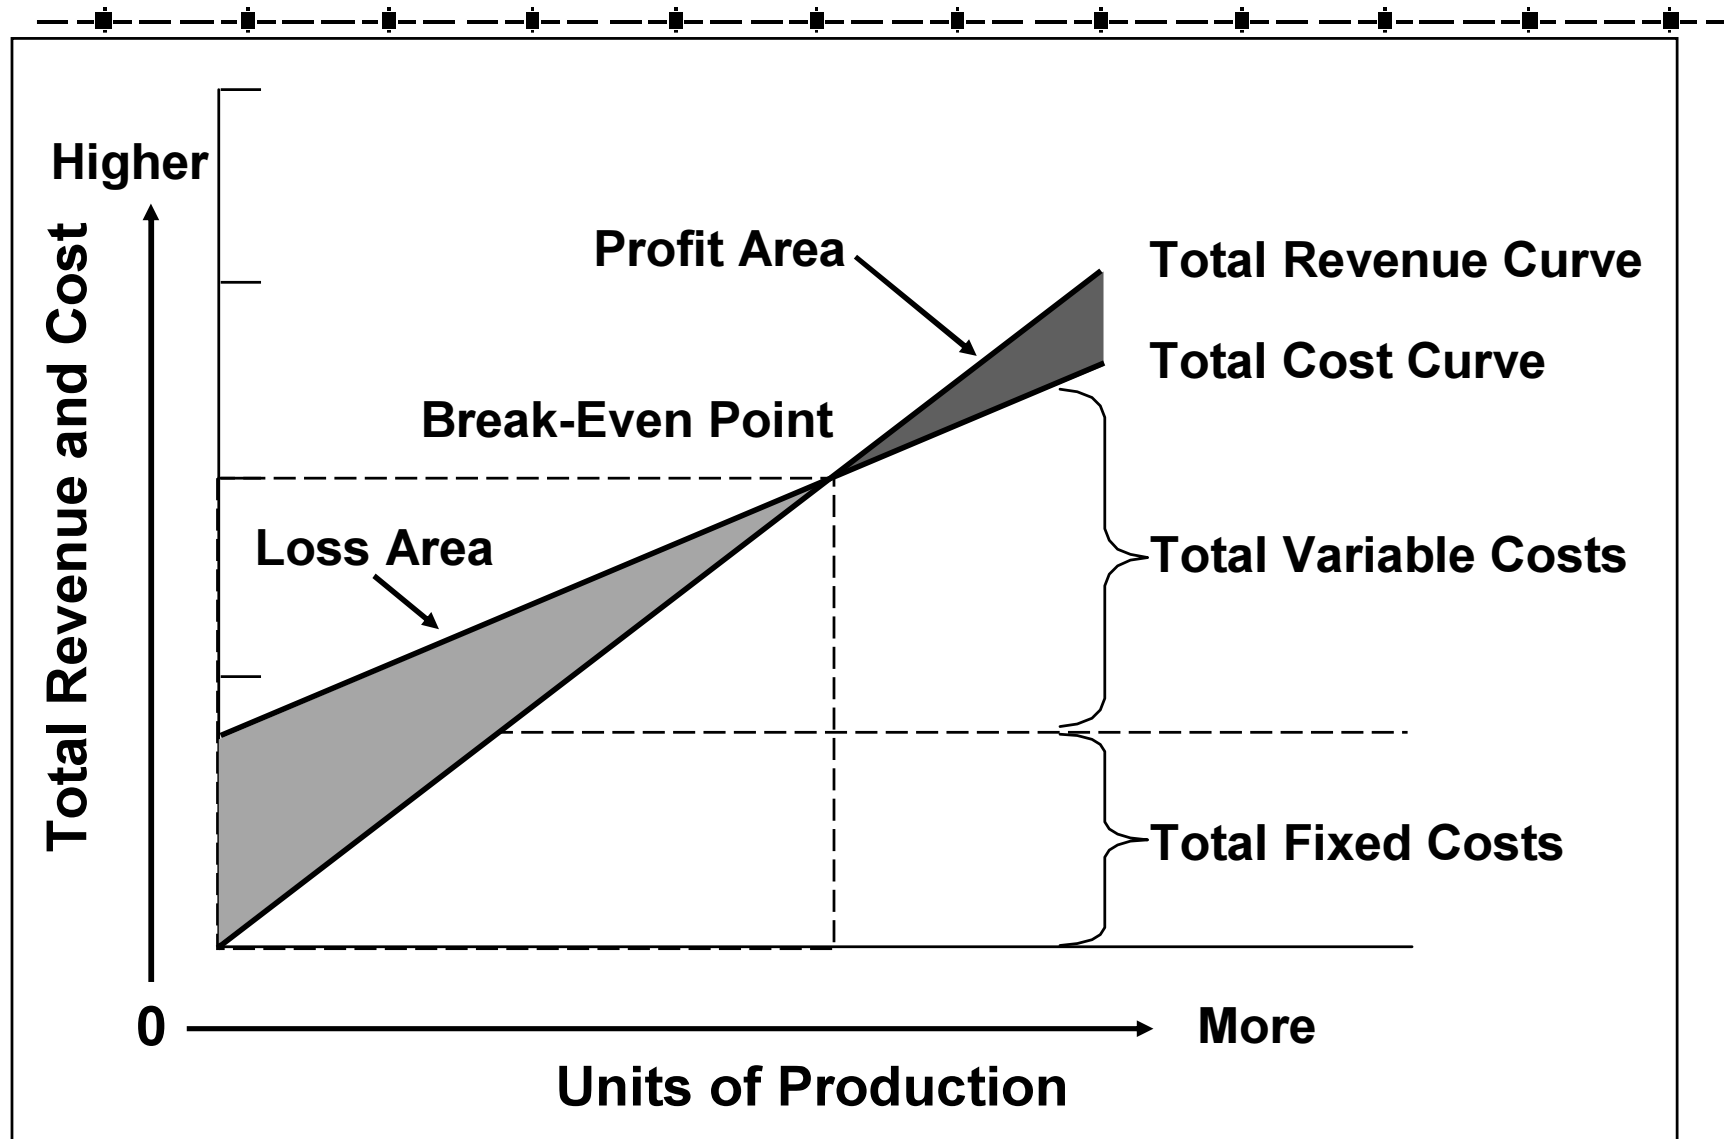 Higher
Total Revenue and Cost
Profit Area
Total Revenue Curve
Total Cost Curve
Break-Even Point
Loss Area
Total Variable Costs
Total Fixed Costs
0
More
Units of Production